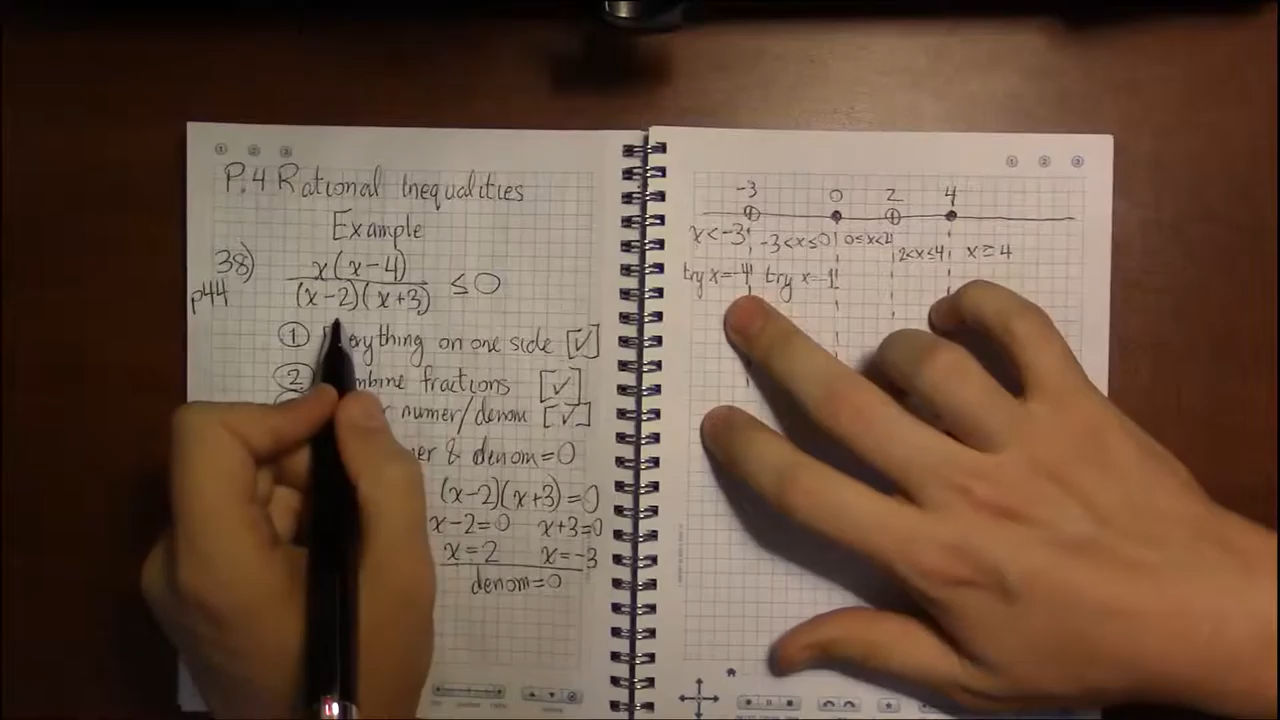 P.4 Rational Inequalities
Example
38)
p44
x(x-4)
(x-2)(x+3) ≤0
① Everything on one side [✓]
② fractions [✓]
numer/denom [✓]
& denom=0
(x-2)(x+3)=0
x-2=0 x+3=0
x=2 x=-3
denom=0
-3 0 2 4
x<-3 -3<x≤0 0≤x<2 2<x≤4 x≥4
try x=-4 try x=-1